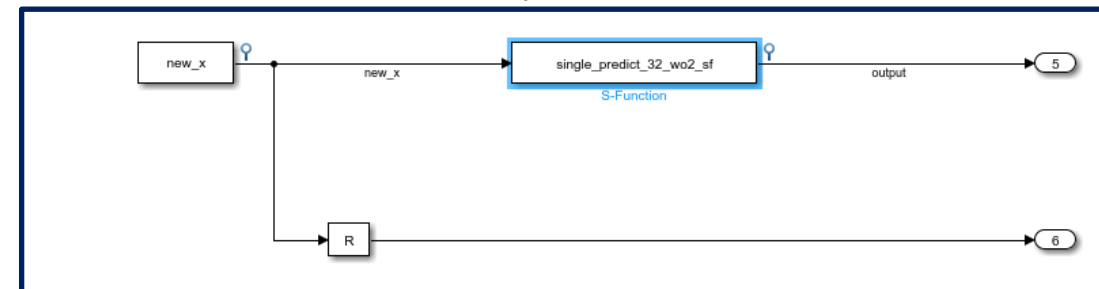 new_x
new_x
single_predict_32_wo2_sf
S-Function
output
5
R
6